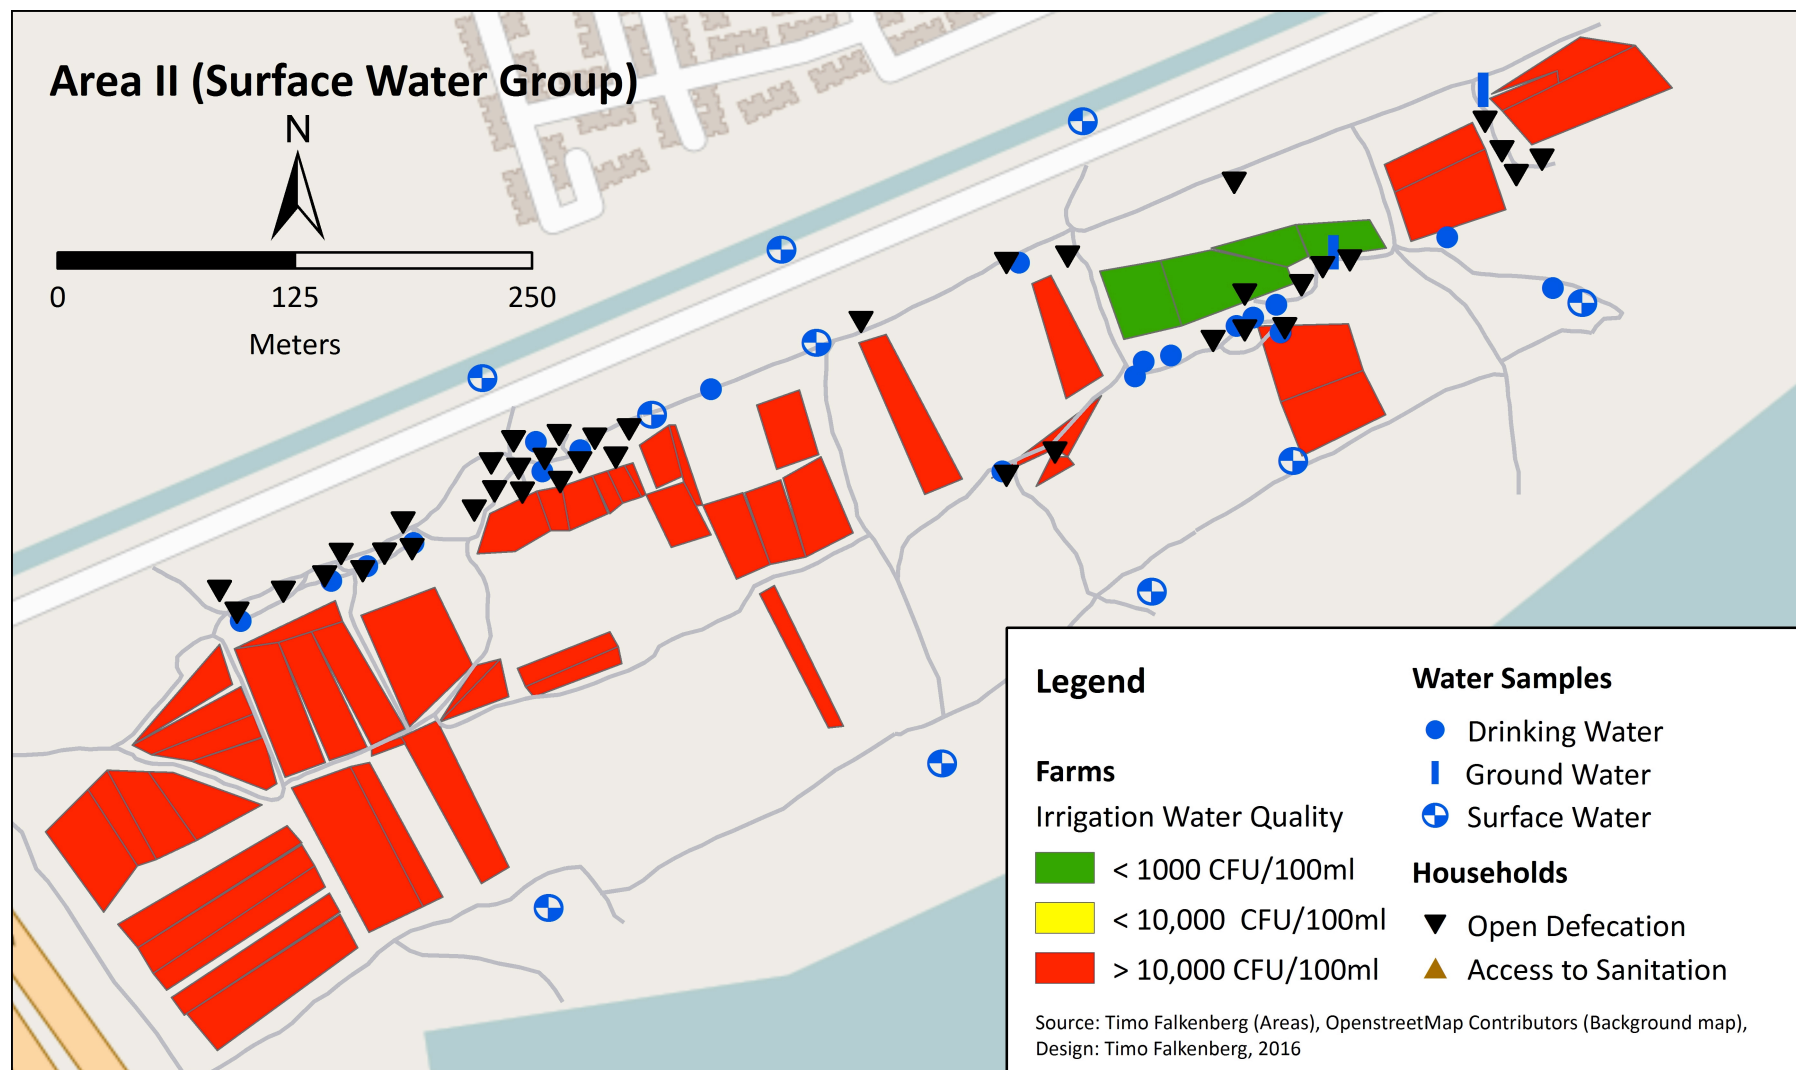 Area II (Surface Water Group)
N
0 125 250
Meters
Legend
Farms
Irrigation Water Quality
< 1000 CFU/100ml
< 10,000 CFU/100ml
> 10,000 CFU/100ml
Water Samples
Drinking Water
Ground Water
Surface Water
Households
Open Defecation
Access to Sanitation
Source: Timo Falkenberg (Areas), OpenstreetMap Contributors (Background map),
Design: Timo Falkenberg, 2016